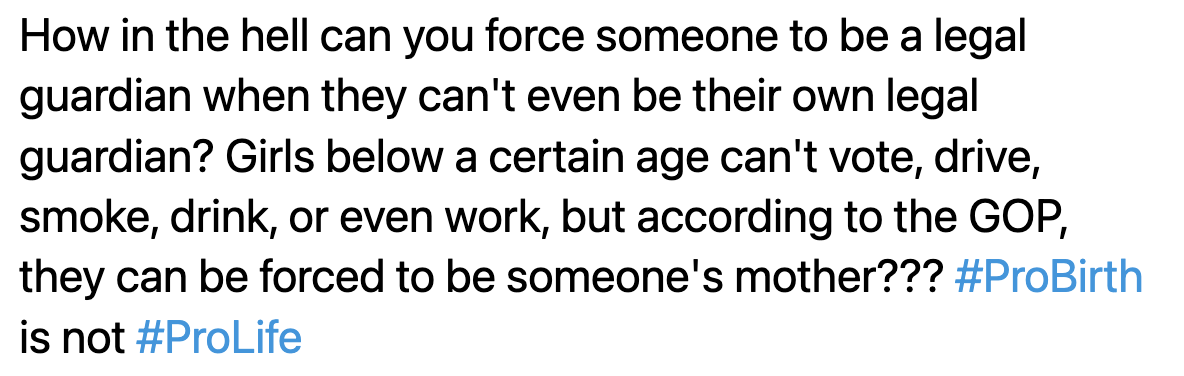 How in the hell can you force someone to be a legal
guardian when they can't even be their own legal
guardian? Girls below a certain age can't vote, drive,
smoke, drink, or even work, but according to the GOP,
they can be forced to be someone's mother??? #ProBirth
is not #ProLife